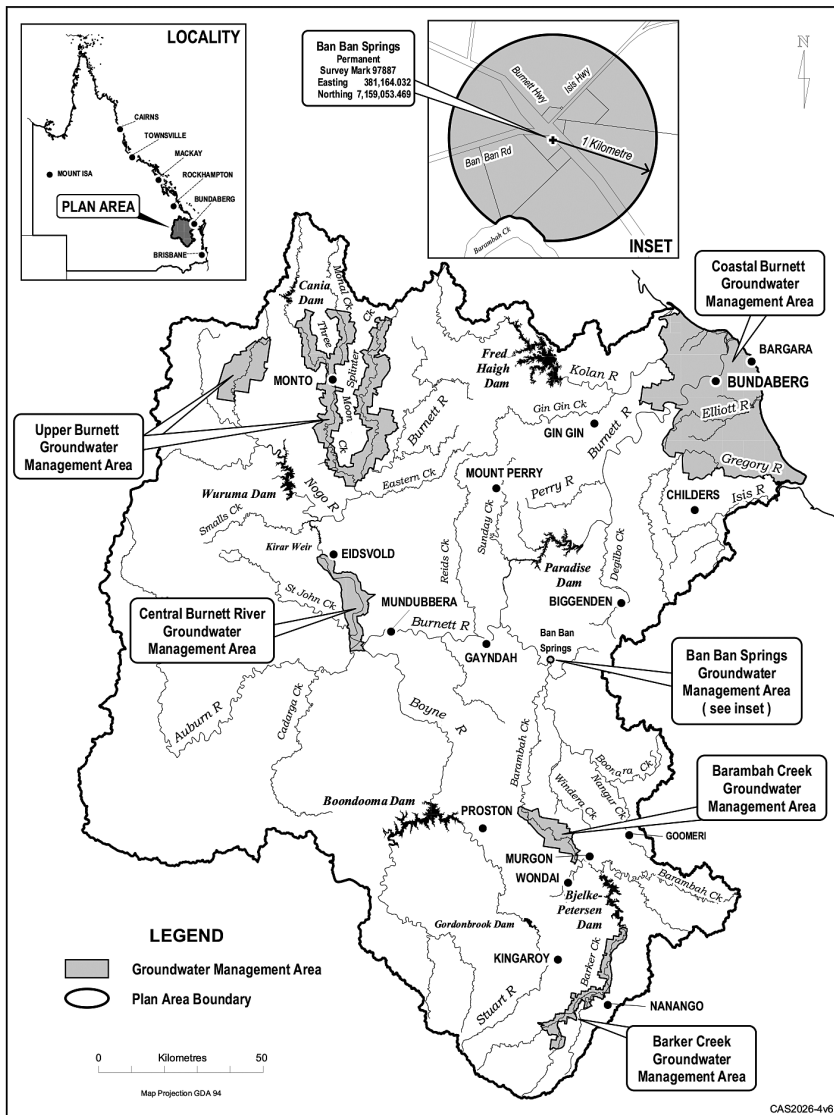 LOCALITY
CAIRNS
TOWNSVILLE
MACKAY
MOUNT ISA
ROCKHAMPTON
BUNDABERG
PLAN AREA
BRISBANE
Ban Ban Springs
Permanent
Survey Mark 97887
Easting 381,164.032
Northing 7,159,053.469
Burnett Hwy
Isis Hwy
Ban Ban Rd
1 Kilometre
Barambah Ck
INSET
N
Coastal Burnett
Groundwater
Management Area
Cania
Dam
Monal Ck
Three
Moon
Ck
Splinter
Ck
MONTO
Fred
Haigh
Dam
Kolan R
BARGARA
BUNDABERG
Elliott R
Gin Gin Ck
GIN GIN
Burnett R
Burnett R
Gregory R
Upper Burnett
Groundwater
Management Area
Eastern Ck
MOUNT PERRY
Wuruma Dam
Nogo R
Perry R
CHILDERS
Isis R
Smalls Ck
Sunday Ck
Kirar Weir
EIDSVOLD
Reids Ck
Paradise
Dam
Degilbo Ck
St John Ck
BIGGENDEN
Central Burnett River
Groundwater
Management Area
MUNDUBBERA
Burnett R
GAYNDAH
Ban Ban
Springs
Ban Ban Springs
Groundwater
Management Area
( see inset )
Auburn R
Cadarga Ck
Boyne R
Barambah Ck
Boonara Ck
Windera Ck
Nangur Ck
Barambah Creek
Groundwater
Management Area
Boondooma Dam
PROSTON
GOOMERI
MURGON
WONDAI
Barambah Ck
Bjelke-
Petersen
Dam
Gordonbrook Dam
KINGAROY
Barker Ck
Stuart R
NANANGO
Barker Creek
Groundwater
Management Area
LEGEND
Groundwater Management Area
Plan Area Boundary
0 Kilometres 50
Map Projection GDA 94
CAS2026-4v6